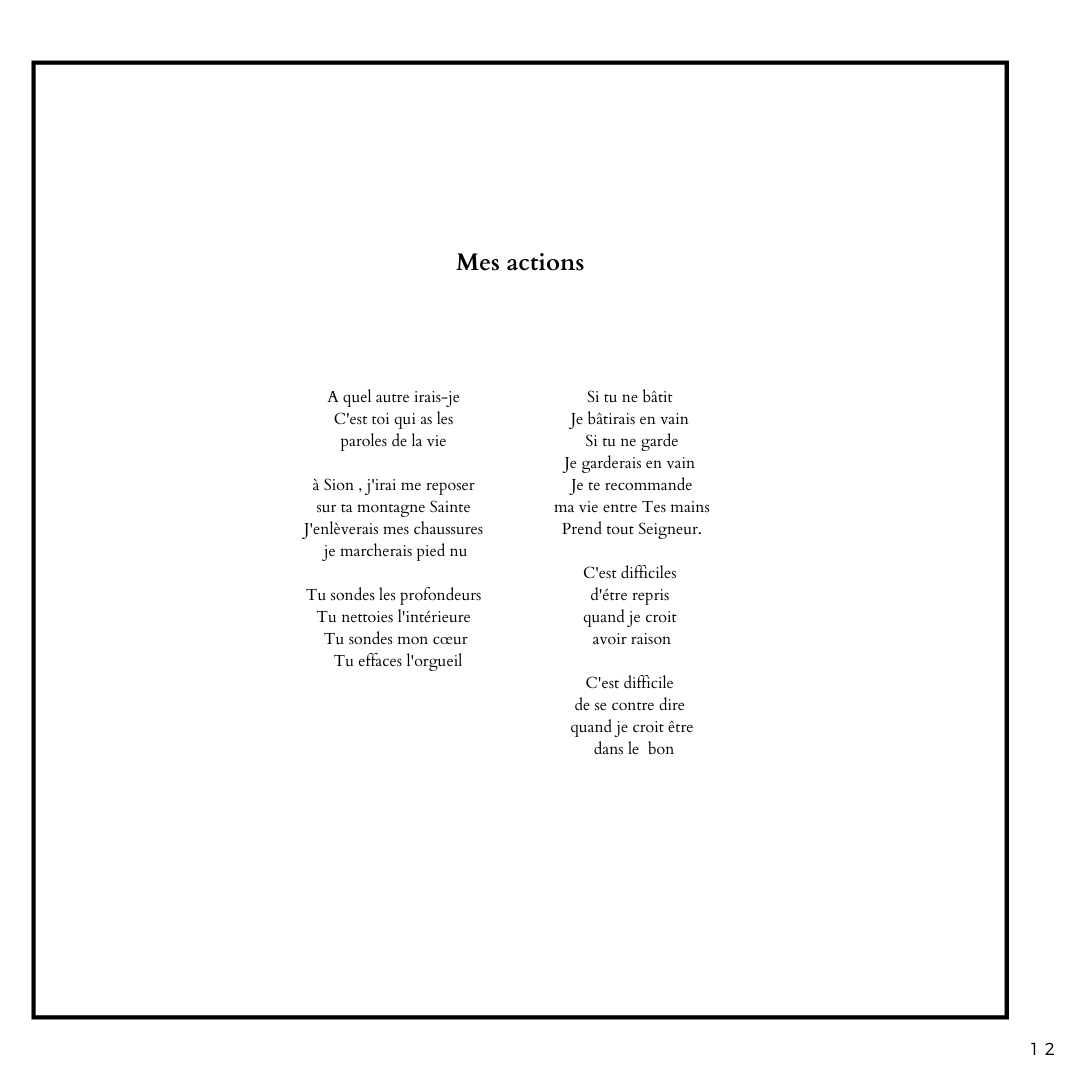 Mes actions
A quel autre irais-je
C'est toi qui as les
paroles de la vie
à Sion , j'irai me reposer
sur ta montagne Sainte
J'enlèverais mes chaussures
je marcherais pied nu
Tu sondes les profondeurs
Tu nettoies l'intérieure
Tu sondes mon cœur
Tu effaces l'orgueil
Si tu ne bâtit
Je bâtirais en vain
Si tu ne garde
Je garderais en vain
Je te recommande
ma vie entre Tes mains
Prend tout Seigneur.
C'est difficiles
d'étre repris
quand je croit
avoir raison
C'est difficile
de se contre dire
quand je croit être
dans le  bon
12